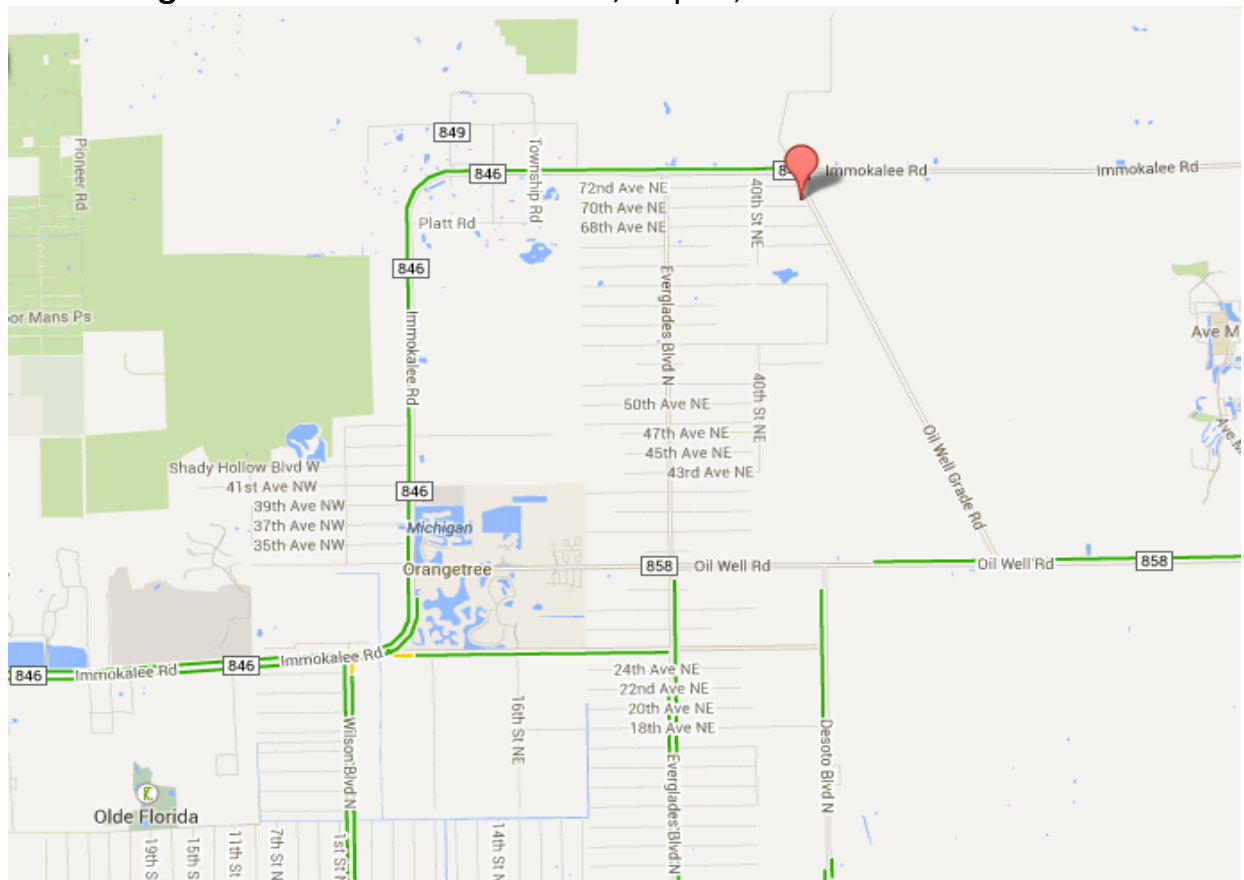 849
846
Township Rd
Immokalee Rd
Immokalee Rd
Pioneer Rd
72nd Ave NE
70th Ave NE
68th Ave NE
40th St NE
Platt Rd
846
Everglades Blvd N
Immokalee Rd
50th Ave NE
40th St NE
47th Ave NE
45th Ave NE
43rd Ave NE
Oil Well Grade Rd
Shady Hollow Blvd W
41st Ave NW
39th Ave NW
37th Ave NW
35th Ave NW
846
Michigan
Orangetree
858
Oil Well Rd
Oil Well Rd
858
846
Immokalee Rd
846
Immokalee Rd
24th Ave NE
22nd Ave NE
20th Ave NE
18th Ave NE
16th St NE
Wilson Blvd N
Everglades Blvd N
Desoto Blvd N
Olde Florida
19th S
15th S
11th St
7th St N
1st St N
14th St